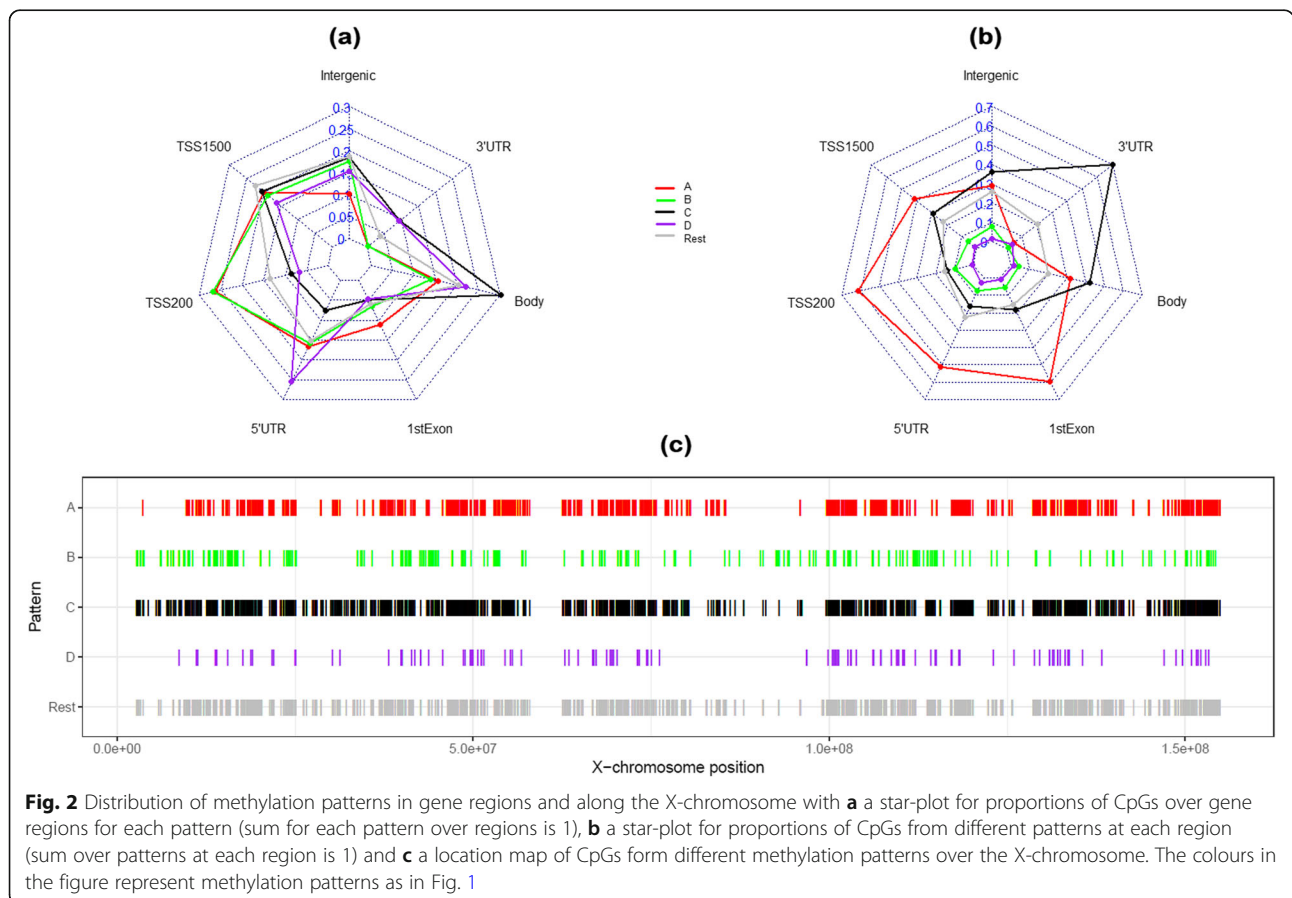 (a)
(b)
Intergenic
3'UTR
Body
1stExon
5'UTR
TSS200
TSS1500
0.3
0.25
0.2
0.15
0.1
0.05
0
A
B
C
D
Rest
Intergenic
3'UTR
Body
1stExon
5'UTR
TSS200
TSS1500
0.7
0.6
0.5
0.4
0.3
0.2
0.1
0
(c)
Pattern
A
B
C
D
Rest
0.0e+00
5.0e+07
1.0e+08
1.5e+08
X−chromosome position
Fig. 2 Distribution of methylation patterns in gene regions and along the X-chromosome with a a star-plot for proportions of CpGs over gene
regions for each pattern (sum for each pattern over regions is 1), b a star-plot for proportions of CpGs from different patterns at each region
(sum over patterns at each region is 1) and c a location map of CpGs form different methylation patterns over the X-chromosome. The colours in
the figure represent methylation patterns as in Fig. 1